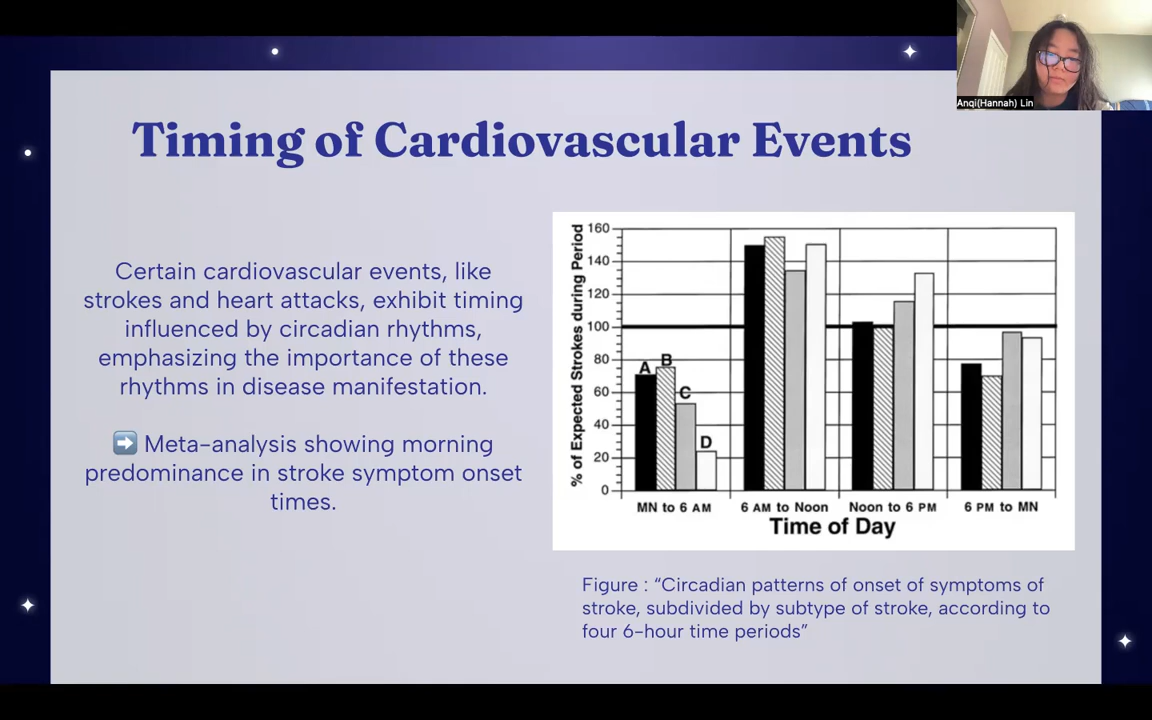 Anqi(Hannah) Lin
Timing of Cardiovascular Events
Certain cardiovascular events, like
strokes and heart attacks, exhibit timing
influenced by circadian rhythms,
emphasizing the importance of these
rhythms in disease manifestation.
➡️ Meta-analysis showing morning
predominance in stroke symptom onset
times.
% of Expected Strokes during Period
160
140
120
100
80
60
40
20
0
A
B
C
D
MN to 6 AM
6 AM to Noon
Noon to 6 PM
6 PM to MN
Time of Day
Figure : “Circadian patterns of onset of symptoms of
stroke, subdivided by subtype of stroke, according to
four 6-hour time periods”